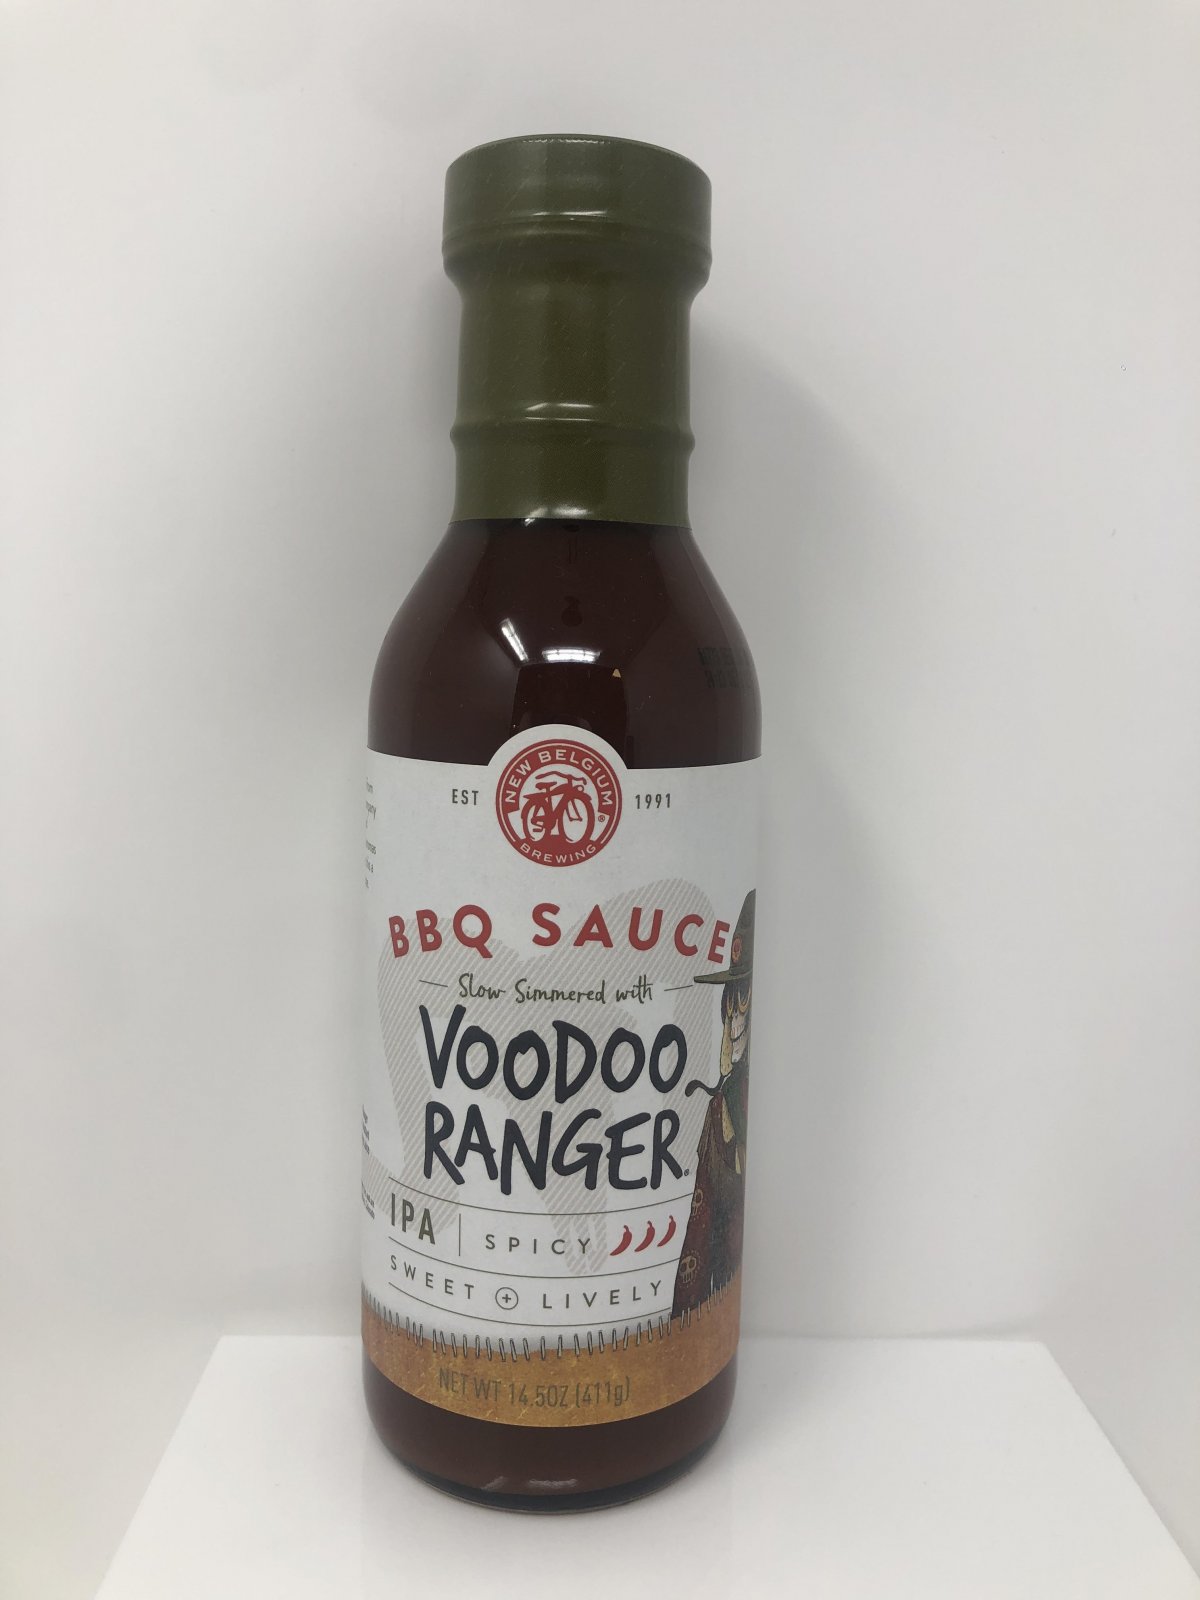 EST
NEW BELGIUM
BREWING
®
1991
BBQ SAUCE
Slow Simmered with
VOODOO
RANGER®
IPA | SPICY
SWEET + LIVELY
NET WT 14.5OZ (411g)